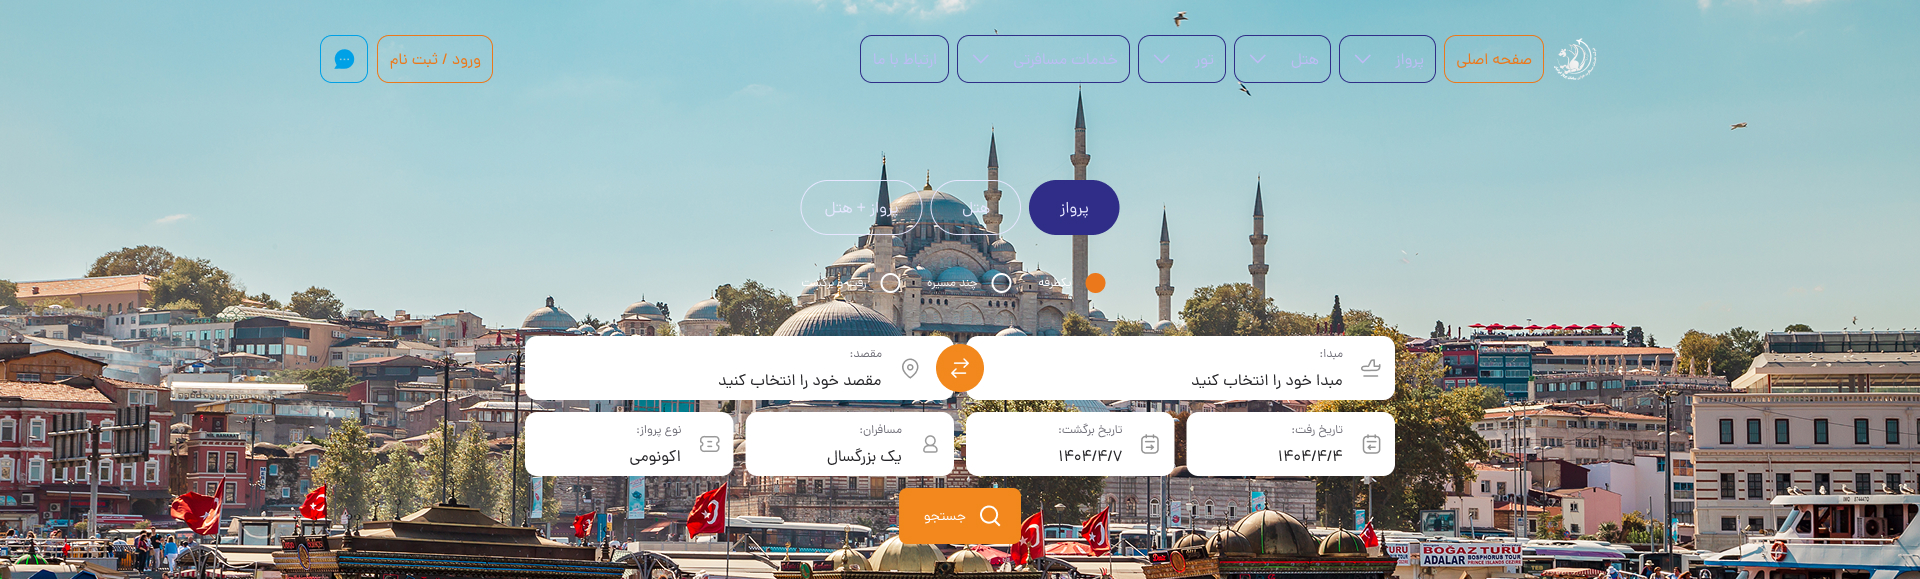 صفحه اصلی
پرواز
هتل
تور
خدمات مسافرتی
ارتباط با ما
ورود / ثبت نام
پرواز
هتل
پرواز + هتل
یکطرفه
چند مسیره
رفت و برگشت
مبدا:
مبدا خود را انتخاب کنید
مقصد:
مقصد خود را انتخاب کنید
تاریخ رفت:
۱۴۰۴/۴/۴
تاریخ برگشت:
۱۴۰۴/۴/۷
مسافران:
یک بزرگسال
نوع پرواز:
اکونومی
جستجو
BOĞAZ TURU
ADALAR
BOSPHORUS TOUR
PRINCE ISLANDS CEZIRE